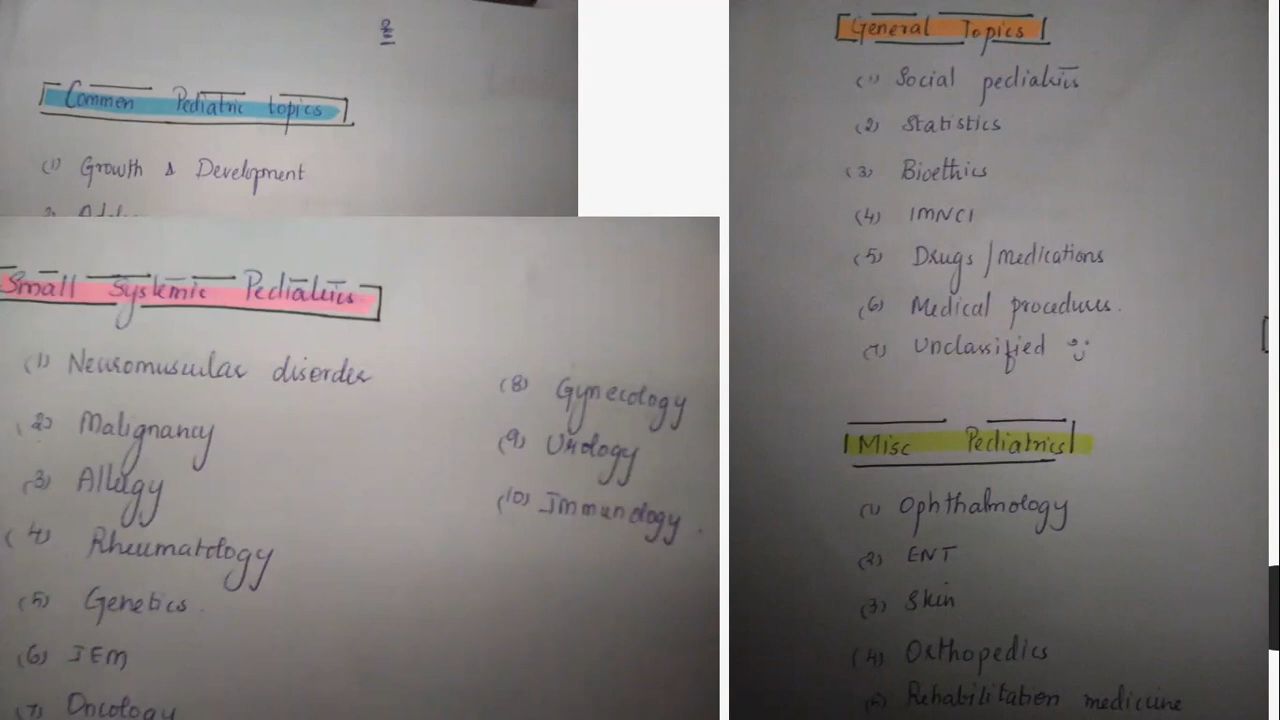 Common Pediatric topics
(1) Growth & Development
Small Systemic Pediatrics
(1) Neuromuscular disorder
(2) Malignancy
(3) Allergy
(4) Rheumatology
(5) Genetics.
(6) IEM
(7) Oncology
(8) Gynecology
(9) Urology
(10) Immunology.
General Topics
(1) Social pediatrics
(2) Statistics
(3) Bioethics
(4) IMNCI
(5) Drugs / medications
(6) Medical procedures.
(7) Unclassified
Misc Pediatrics
(1) Ophthalmology
(2) ENT
(3) Skin
(4) Orthopedics
(5) Rehabilitation medicine